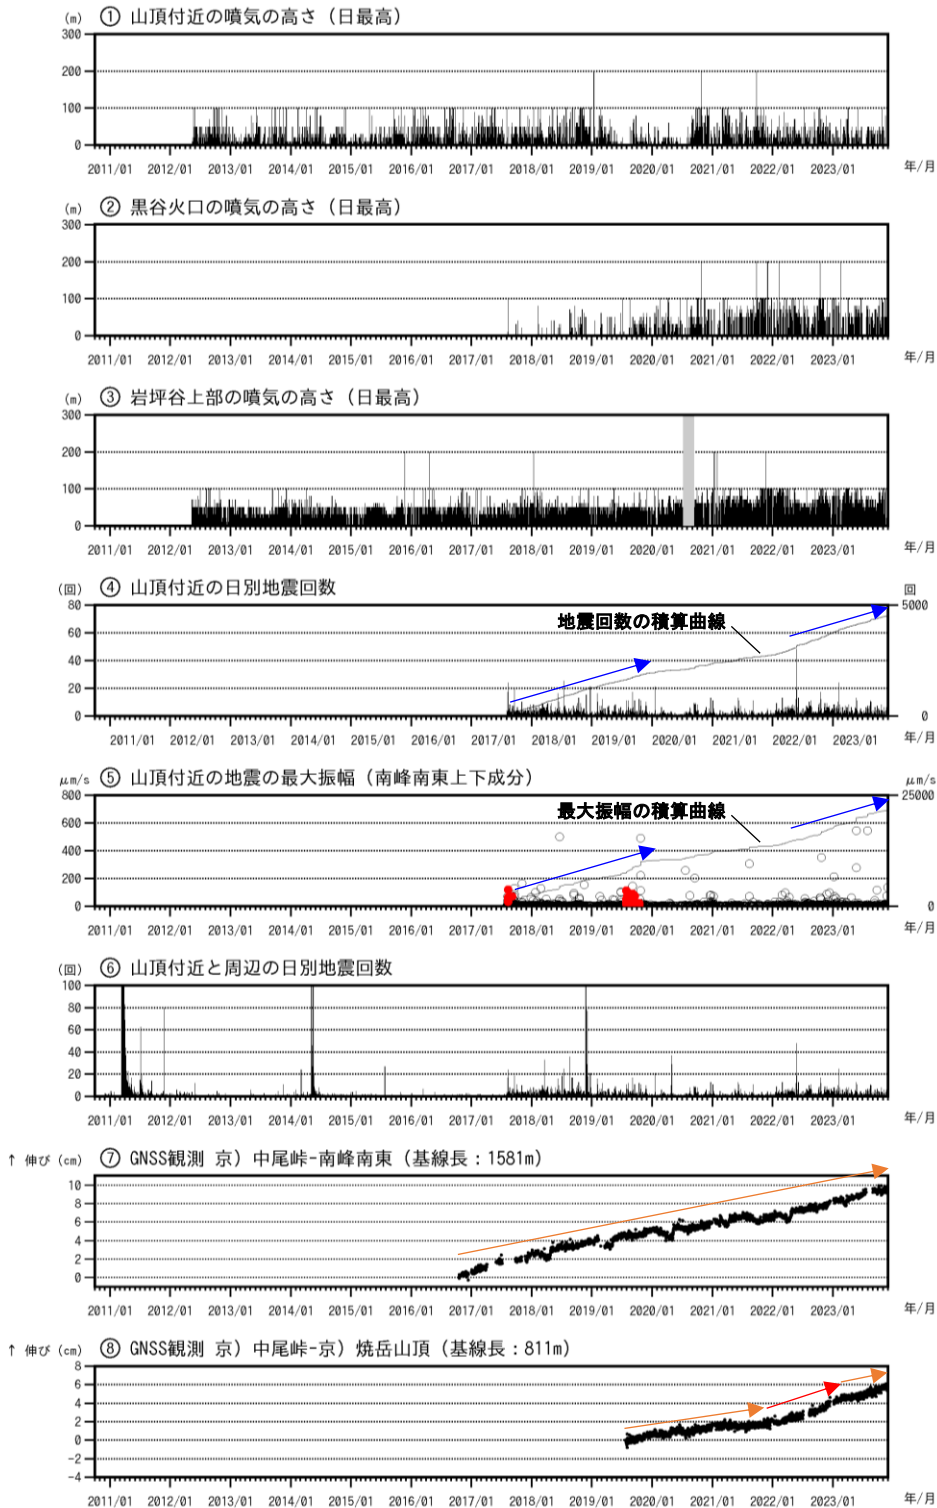 (m) ① 山頂付近の噴気の高さ（日最高）
300
200
100
0
2011/01 2012/01 2013/01 2014/01 2015/01 2016/01 2017/01 2018/01 2019/01 2020/01 2021/01 2022/01 2023/01 年/月
(m) ② 黒谷火口の噴気の高さ（日最高）
300
200
100
0
2011/01 2012/01 2013/01 2014/01 2015/01 2016/01 2017/01 2018/01 2019/01 2020/01 2021/01 2022/01 2023/01 年/月
(m) ③ 岩坪谷上部の噴気の高さ（日最高）
300
200
100
0
2011/01 2012/01 2013/01 2014/01 2015/01 2016/01 2017/01 2018/01 2019/01 2020/01 2021/01 2022/01 2023/01 年/月
(回) ④ 山頂付近の日別地震回数 回
80 5000
地震回数の積算曲線
60
40
20
0 0
2011/01 2012/01 2013/01 2014/01 2015/01 2016/01 2017/01 2018/01 2019/01 2020/01 2021/01 2022/01 2023/01 年/月
μm/s ⑤ 山頂付近の地震の最大振幅（南峰南東上下成分） μm/s
800 25000
最大振幅の積算曲線
600
400
200
0 0
2011/01 2012/01 2013/01 2014/01 2015/01 2016/01 2017/01 2018/01 2019/01 2020/01 2021/01 2022/01 2023/01 年/月
(回) ⑥ 山頂付近と周辺の日別地震回数
100
80
60
40
20
0
2011/01 2012/01 2013/01 2014/01 2015/01 2016/01 2017/01 2018/01 2019/01 2020/01 2021/01 2022/01 2023/01 年/月
↑ 伸び (cm) ⑦ GNSS観測 京）中尾峠-南峰南東（基線長：1581m）
10
8
6
4
2
0
2011/01 2012/01 2013/01 2014/01 2015/01 2016/01 2017/01 2018/01 2019/01 2020/01 2021/01 2022/01 2023/01 年/月
↑ 伸び (cm) ⑧ GNSS観測 京）中尾峠-京）焼岳山頂（基線長：811m）
8
6
4
2
0
-2
-4
2011/01 2012/01 2013/01 2014/01 2015/01 2016/01 2017/01 2018/01 2019/01 2020/01 2021/01 2022/01 2023/01 年/月